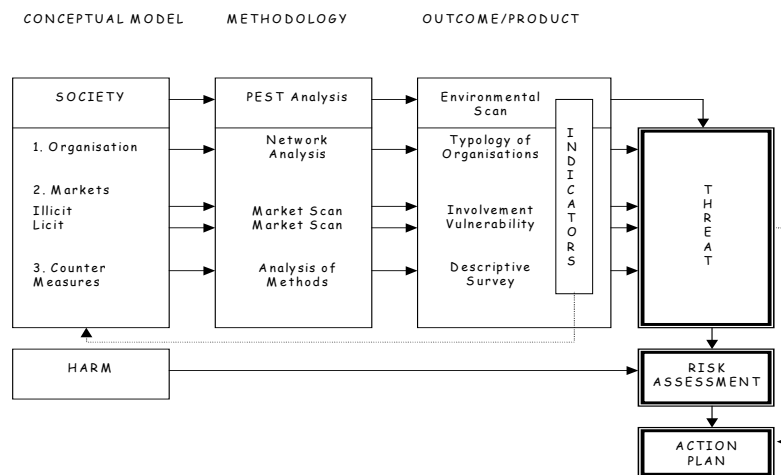 CONCEPTUAL MODEL
METHODOLOGY
OUTCOME/PRODUCT
SOCIETY
PEST Analysis
Environmental
Scan
1. Organisation
Network
Analysis
Typology of
Organisations
2. Markets
Illicit
Licit
Market Scan
Market Scan
Involvement
Vulnerability
3. Counter
Measures
Analysis of
Methods
Descriptive
Survey
INDICATORS
THREAT
HARM
RISK
ASSESSMENT
ACTION
PLAN